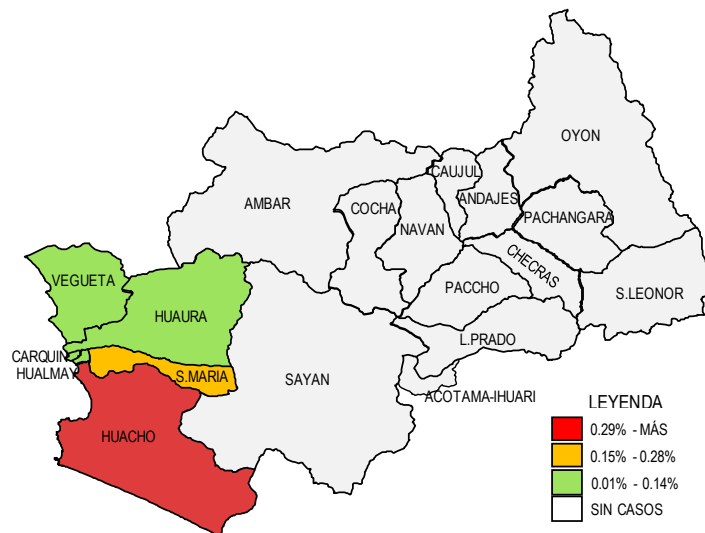 OYON
CAUJUL
AMBAR
COCHA
ANDAJES
PACHANGARA
NAVAN
CHECRAS
VEGUETA
PACCHO
S.LEONOR
HUAURA
L.PRADO
CARQUIN
HUALMAY
S.MARIA
SAYAN
ACOTAMA-IHUARI
HUACHO
LEYENDA
0.29% - MÁS
0.15% - 0.28%
0.01% - 0.14%
SIN CASOS